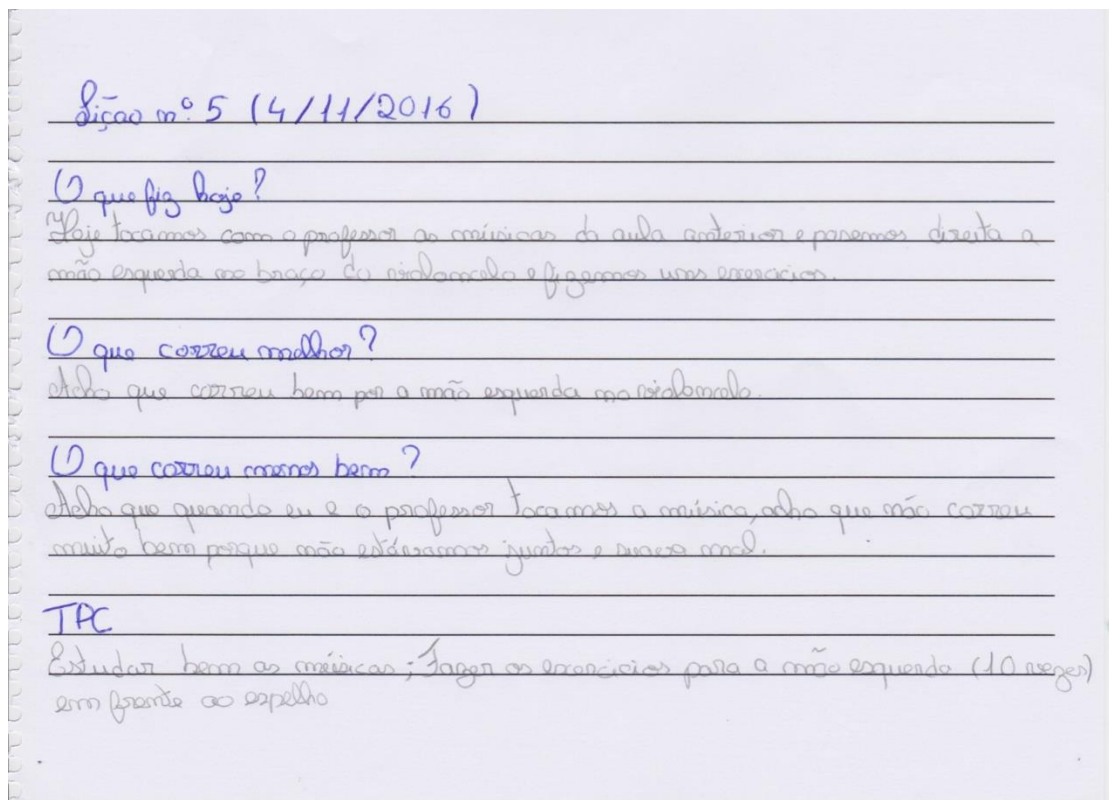 Lição nº 5 (4/11/2016)
O que fiz hoje?
Hoje tocamos com o professor as músicas da aula anterior e posemos direita a
mão esquerda no braço do violoncelo e fizemos uns exercícios.
O que correu melhor?
Acho que correu bem por a mão esquerda no violoncelo.
O que correu menos bem?
Acho que quando eu e o professor tocamos a música, acho que não correu
muito bem porque não estávamos juntos e mal.
TPC
Estudar bem as músicas; Fazer os exercícios para a mão esquerda (10 vezes)
em frente ao espelho